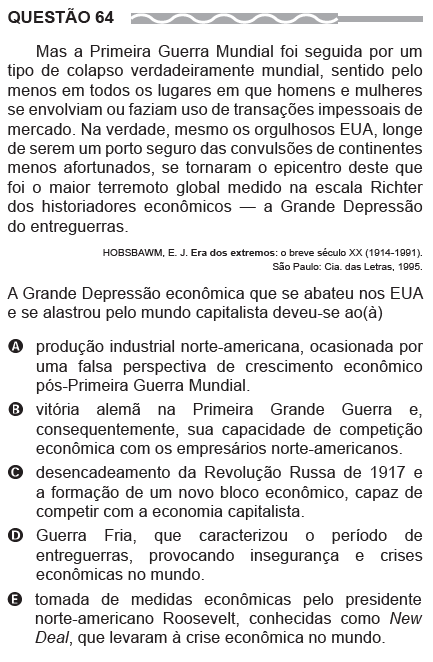 QUESTÃO 64
Mas a Primeira Guerra Mundial foi seguida por um
tipo de colapso verdadeiramente mundial, sentido pelo
menos em todos os lugares em que homens e mulheres
se envolviam ou faziam uso de transações impessoais de
mercado. Na verdade, mesmo os orgulhosos EUA, longe
de serem um porto seguro das convulsões de continentes
menos afortunados, se tornaram o epicentro deste que
foi o maior terremoto global medido na escala Richter
dos historiadores econômicos — a Grande Depressão
do entreguerras.
HOBSBAWM, E. J. Era dos extremos: o breve século XX (1914-1991).
São Paulo: Cia. das Letras, 1995.
A Grande Depressão econômica que se abateu nos EUA
e se alastrou pelo mundo capitalista deveu-se ao(à)
A produção industrial norte-americana, ocasionada por
uma falsa perspectiva de crescimento econômico
pós-Primeira Guerra Mundial.
B vitória alemã na Primeira Grande Guerra e,
consequentemente, sua capacidade de competição
econômica com os empresários norte-americanos.
C desencadeamento da Revolução Russa de 1917 e
a formação de um novo bloco econômico, capaz de
competir com a economia capitalista.
D Guerra Fria, que caracterizou o período de
entreguerras, provocando insegurança e crises
econômicas no mundo.
E tomada de medidas econômicas pelo presidente
norte-americano Roosevelt, conhecidas como New
Deal, que levaram à crise econômica no mundo.